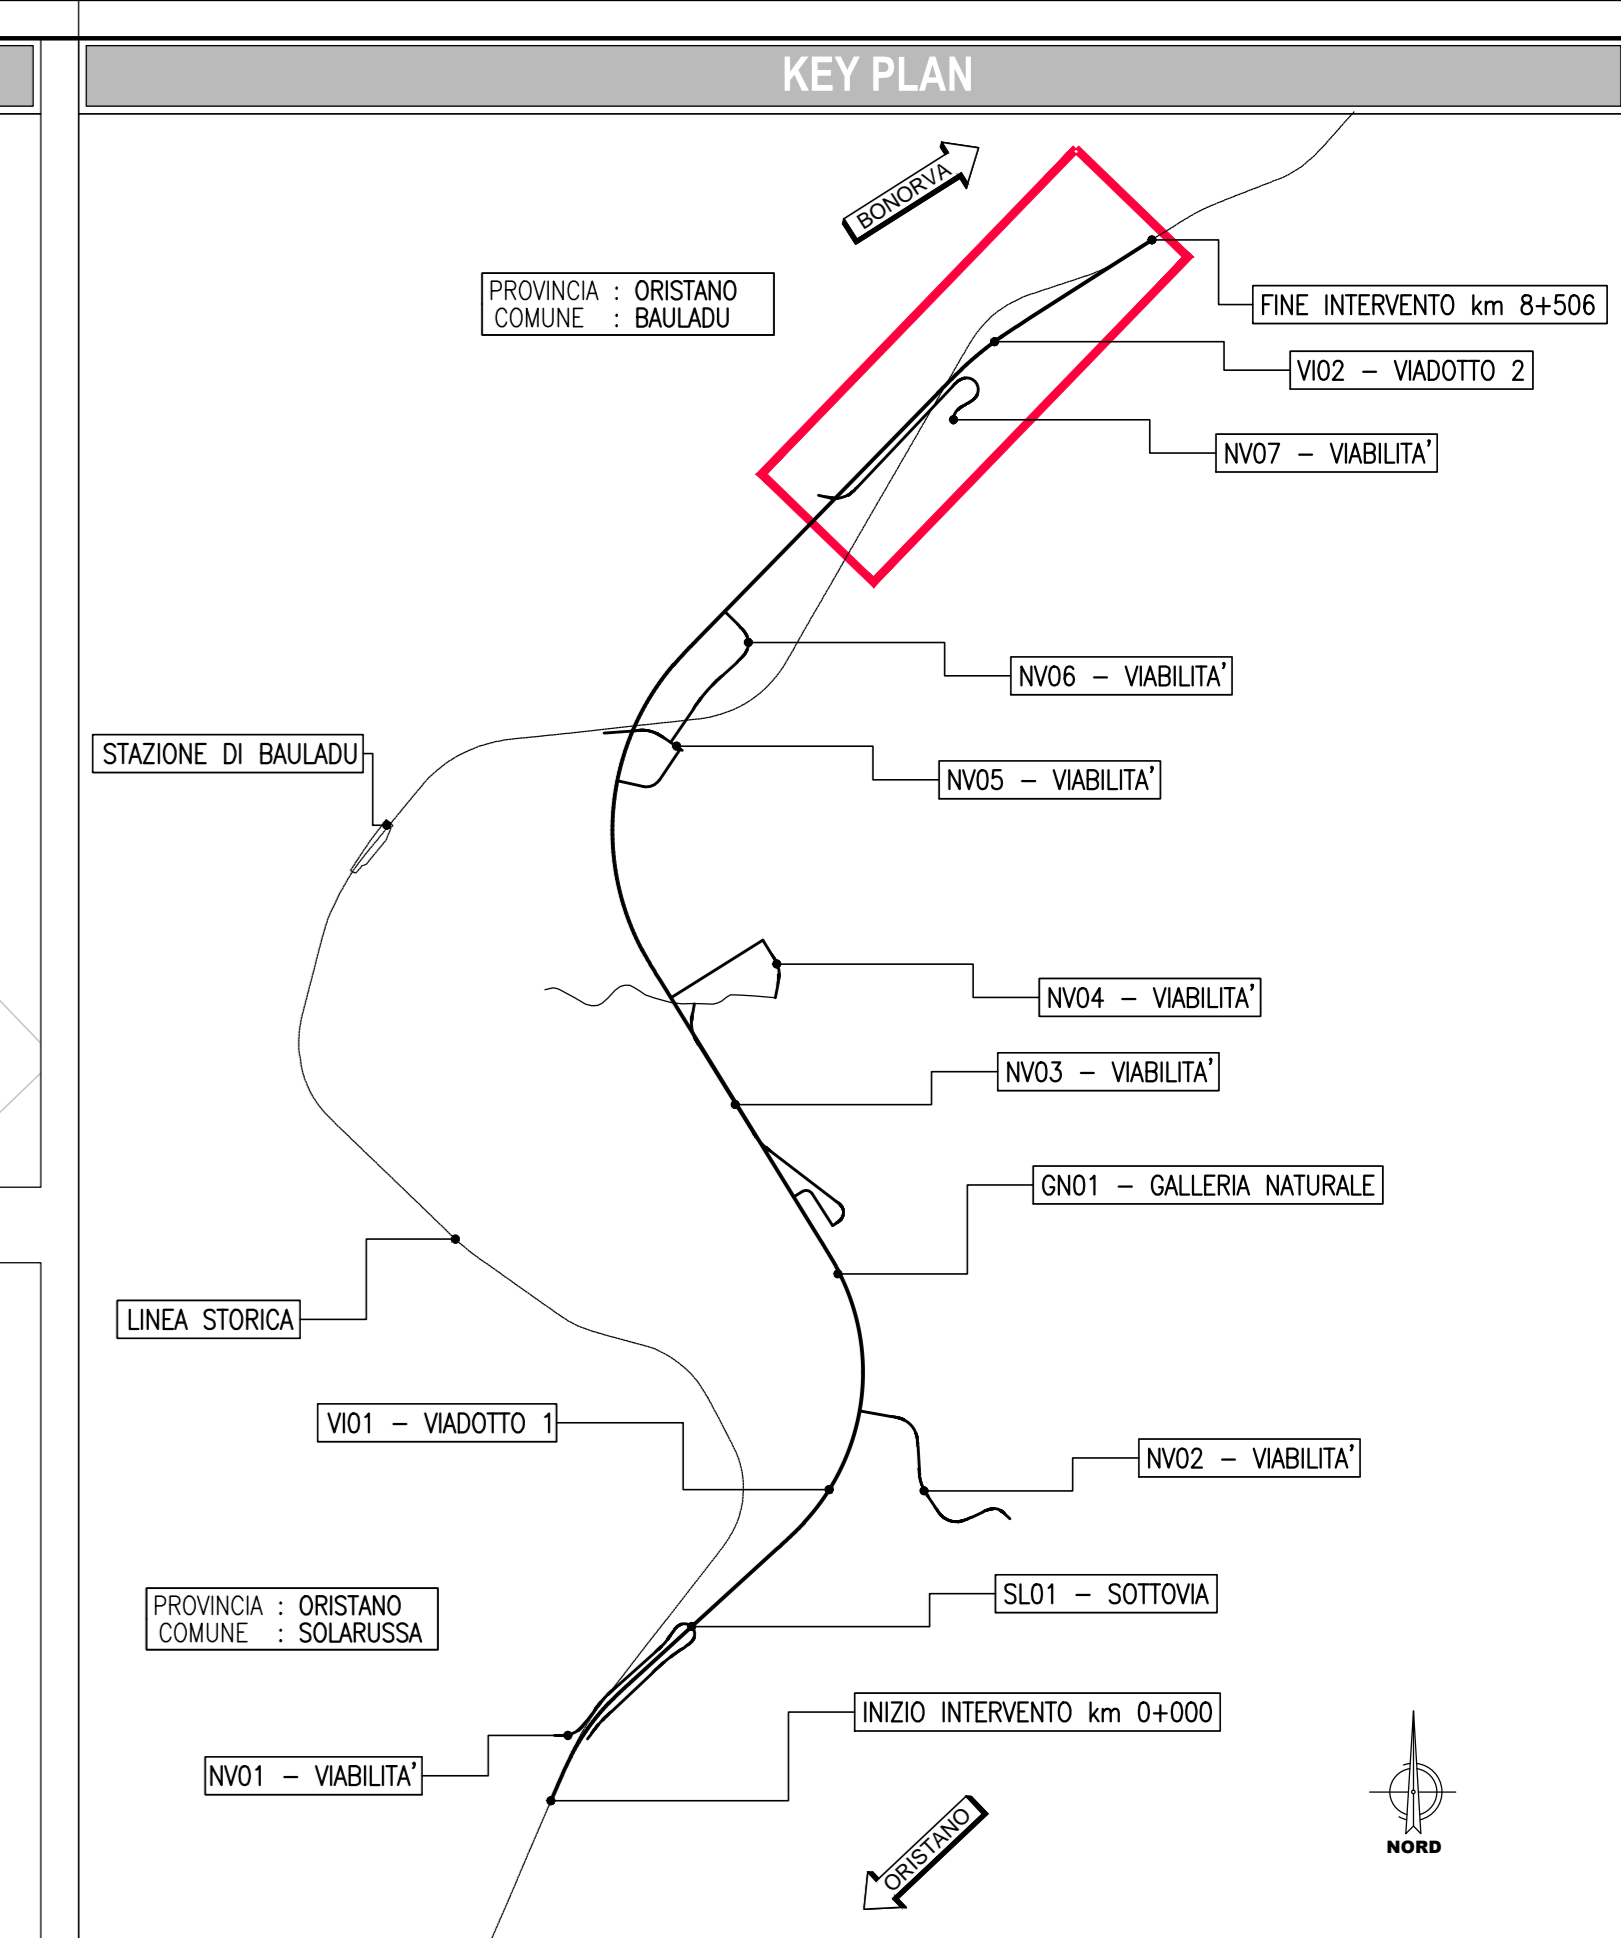 KEY PLAN
BONORVA
PROVINCIA : ORISTANO
COMUNE : BAULADU
FINE INTERVENTO km 8+506
VI02 – VIADOTTO 2
NV07 – VIABILITA'
NV06 – VIABILITA'
STAZIONE DI BAULADU
NV05 – VIABILITA'
NV04 – VIABILITA'
NV03 – VIABILITA'
GN01 – GALLERIA NATURALE
LINEA STORICA
VI01 – VIADOTTO 1
NV02 – VIABILITA'
SL01 – SOTTOVIA
PROVINCIA : ORISTANO
COMUNE : SOLARUSSA
INIZIO INTERVENTO km 0+000
NV01 – VIABILITA'
ORISTANO
NORD